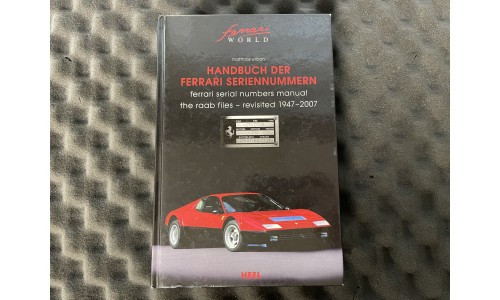 Ferrari
WORLD
matthias urban
HANDBUCH DER
FERRARI SERIENNUMMERN
ferrari serial numbers manual
the raab files – revisited 1947–2007
HEEL